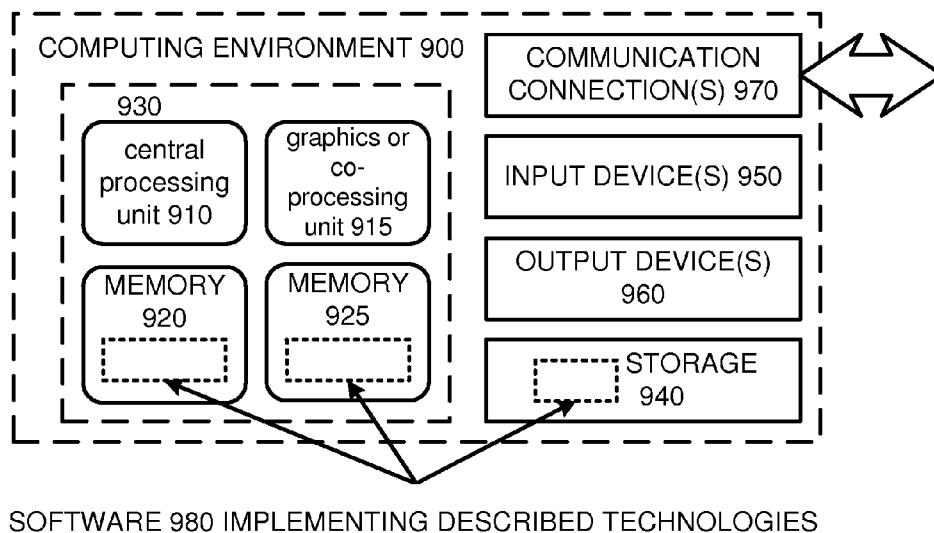 COMPUTING ENVIRONMENT 900
930
central
processing
unit 910
graphics or
co-
processing
unit 915
MEMORY
920
MEMORY
925
COMMUNICATION
CONNECTION(S) 970
INPUT DEVICE(S) 950
OUTPUT DEVICE(S)
960
STORAGE
940
SOFTWARE 980 IMPLEMENTING DESCRIBED TECHNOLOGIES